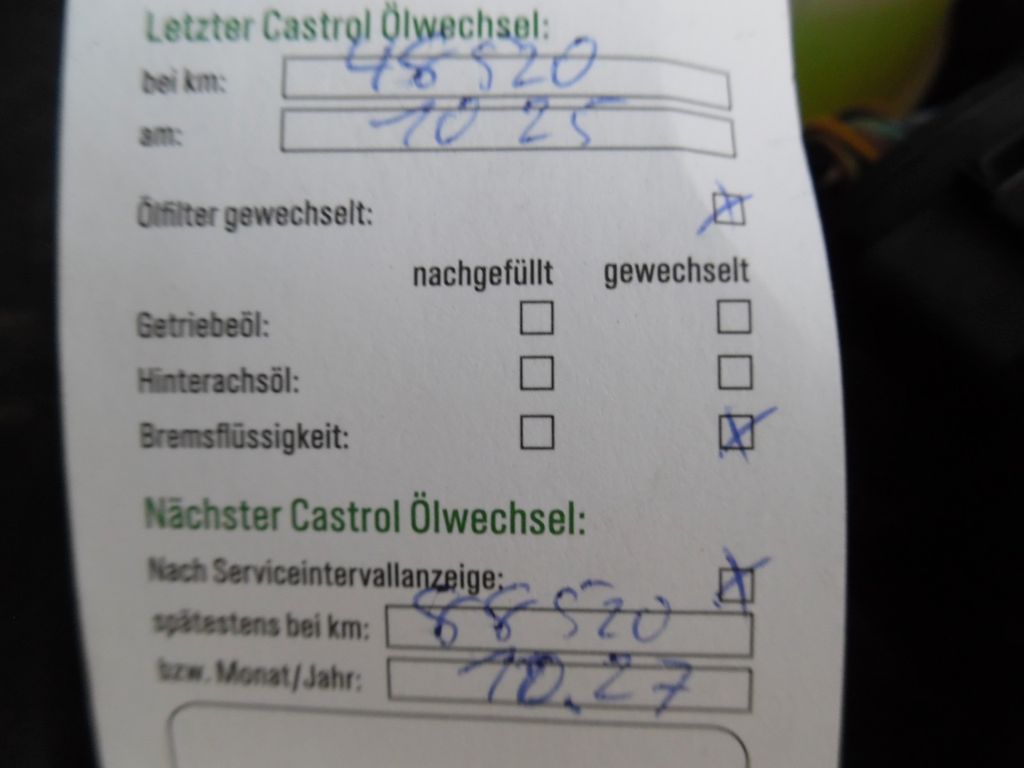 Letzter Castrol Ölwechsel:
bei km: 48520
am: 10 25
Ölfilter gewechselt:
nachgefüllt gewechselt
Getriebeöl:
Hinterachsöl:
Bremsflüssigkeit:
Nächster Castrol Ölwechsel:
Nach Serviceintervallanzeige:
spätestens bei km: 88520
bzw. Monat/Jahr: 10.27